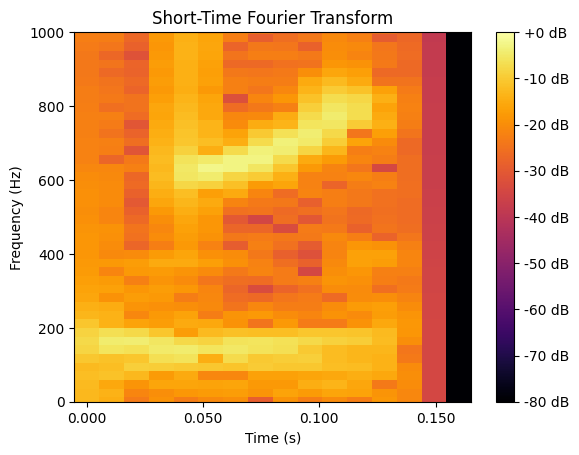 Short-Time Fourier Transform
1000
800
600
400
200
0
Frequency (Hz)
0.000
0.050
0.100
0.150
Time (s)
+0 dB
-10 dB
-20 dB
-30 dB
-40 dB
-50 dB
-60 dB
-70 dB
-80 dB